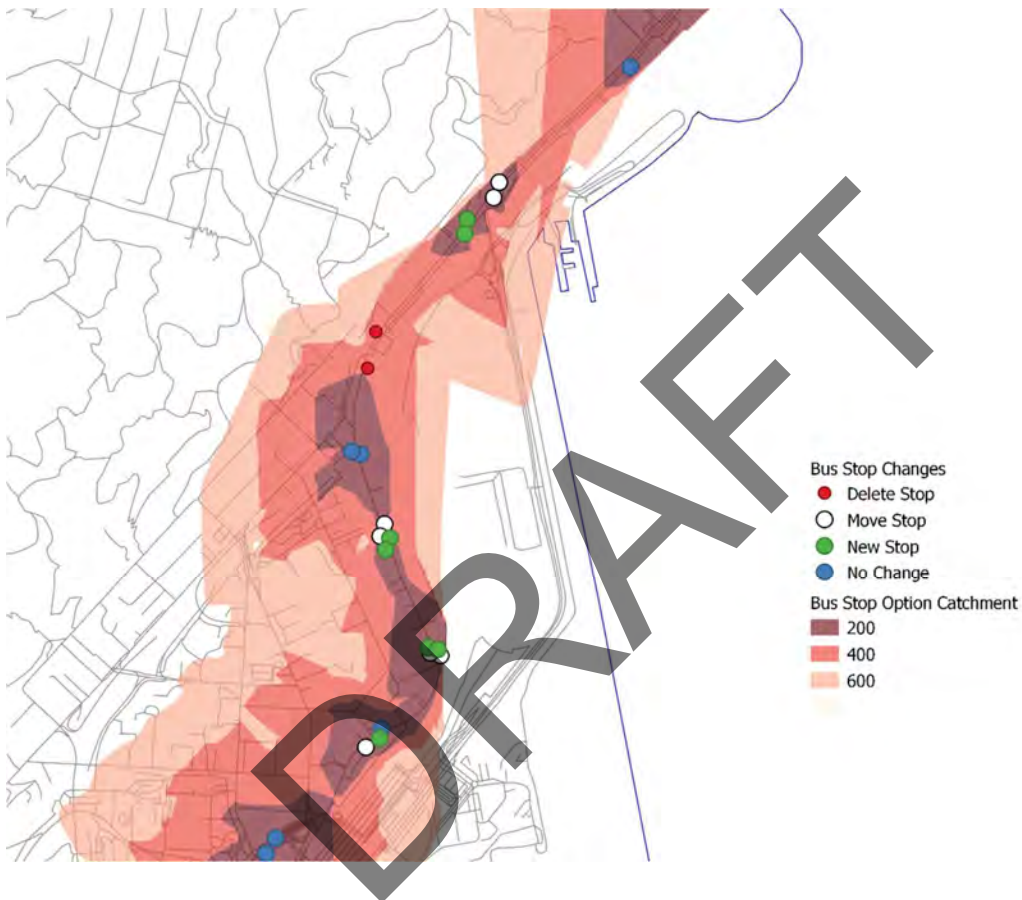 Bus Stop Changes
Delete Stop
Move Stop
New Stop
No Change
Bus Stop Option Catchment
200
400
600
DRAFT